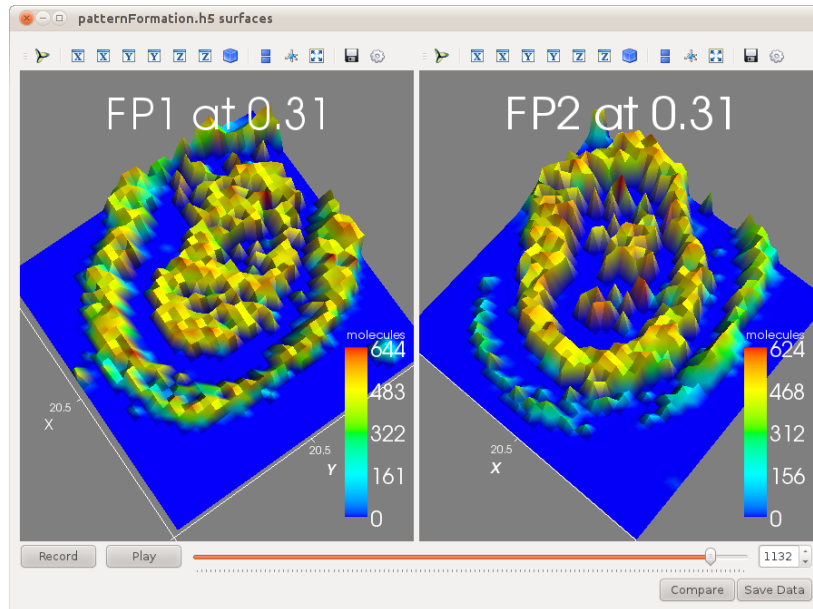 patternFormation.h5 surfaces
X X Y Y Z Z
X X Y Y Z Z
FP1 at 0.31
FP2 at 0.31
molecules
644
483
322
161
0
20.5
X
20.5
Y
molecules
624
468
312
156
0
20.5
X
Record
Play
1132
Compare
Save Data